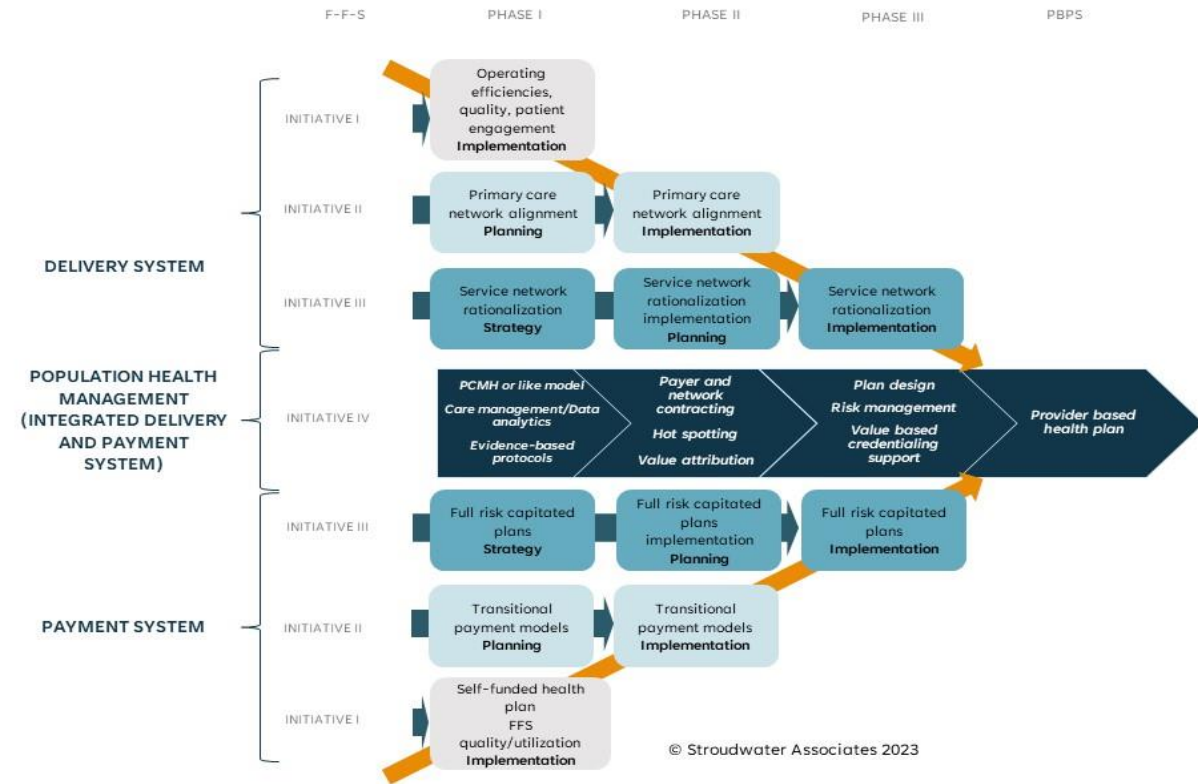 F-F-S PHASE I PHASE II PHASE III PBPS
DELIVERY SYSTEM
INITIATIVE I
Operating
efficiencies,
quality, patient
engagement
Implementation
INITIATIVE II
Primary care
network alignment
Planning
Primary care
network alignment
Implementation
INITIATIVE III
Service network
rationalization
Strategy
Service network
rationalization
implementation
Planning
Service network
rationalization
Implementation
POPULATION HEALTH
MANAGEMENT
(INTEGRATED DELIVERY
AND PAYMENT
SYSTEM)
INITIATIVE IV
PCMH or like model
Care management/Data
analytics
Evidence-based
protocols
Payer and
network
contracting
Hot spotting
Value attribution
Plan design
Risk management
Value based
credentialing
support
Provider based
health plan
PAYMENT SYSTEM
INITIATIVE III
Full risk capitated
plans
Strategy
Full risk capitated
plans
implementation
Planning
Full risk capitated
plans
Implementation
INITIATIVE II
Transitional
payment models
Planning
Transitional
payment models
Implementation
INITIATIVE I
Self-funded health
plan
FFS
quality/utilization
Implementation
© Stroudwater Associates 2023